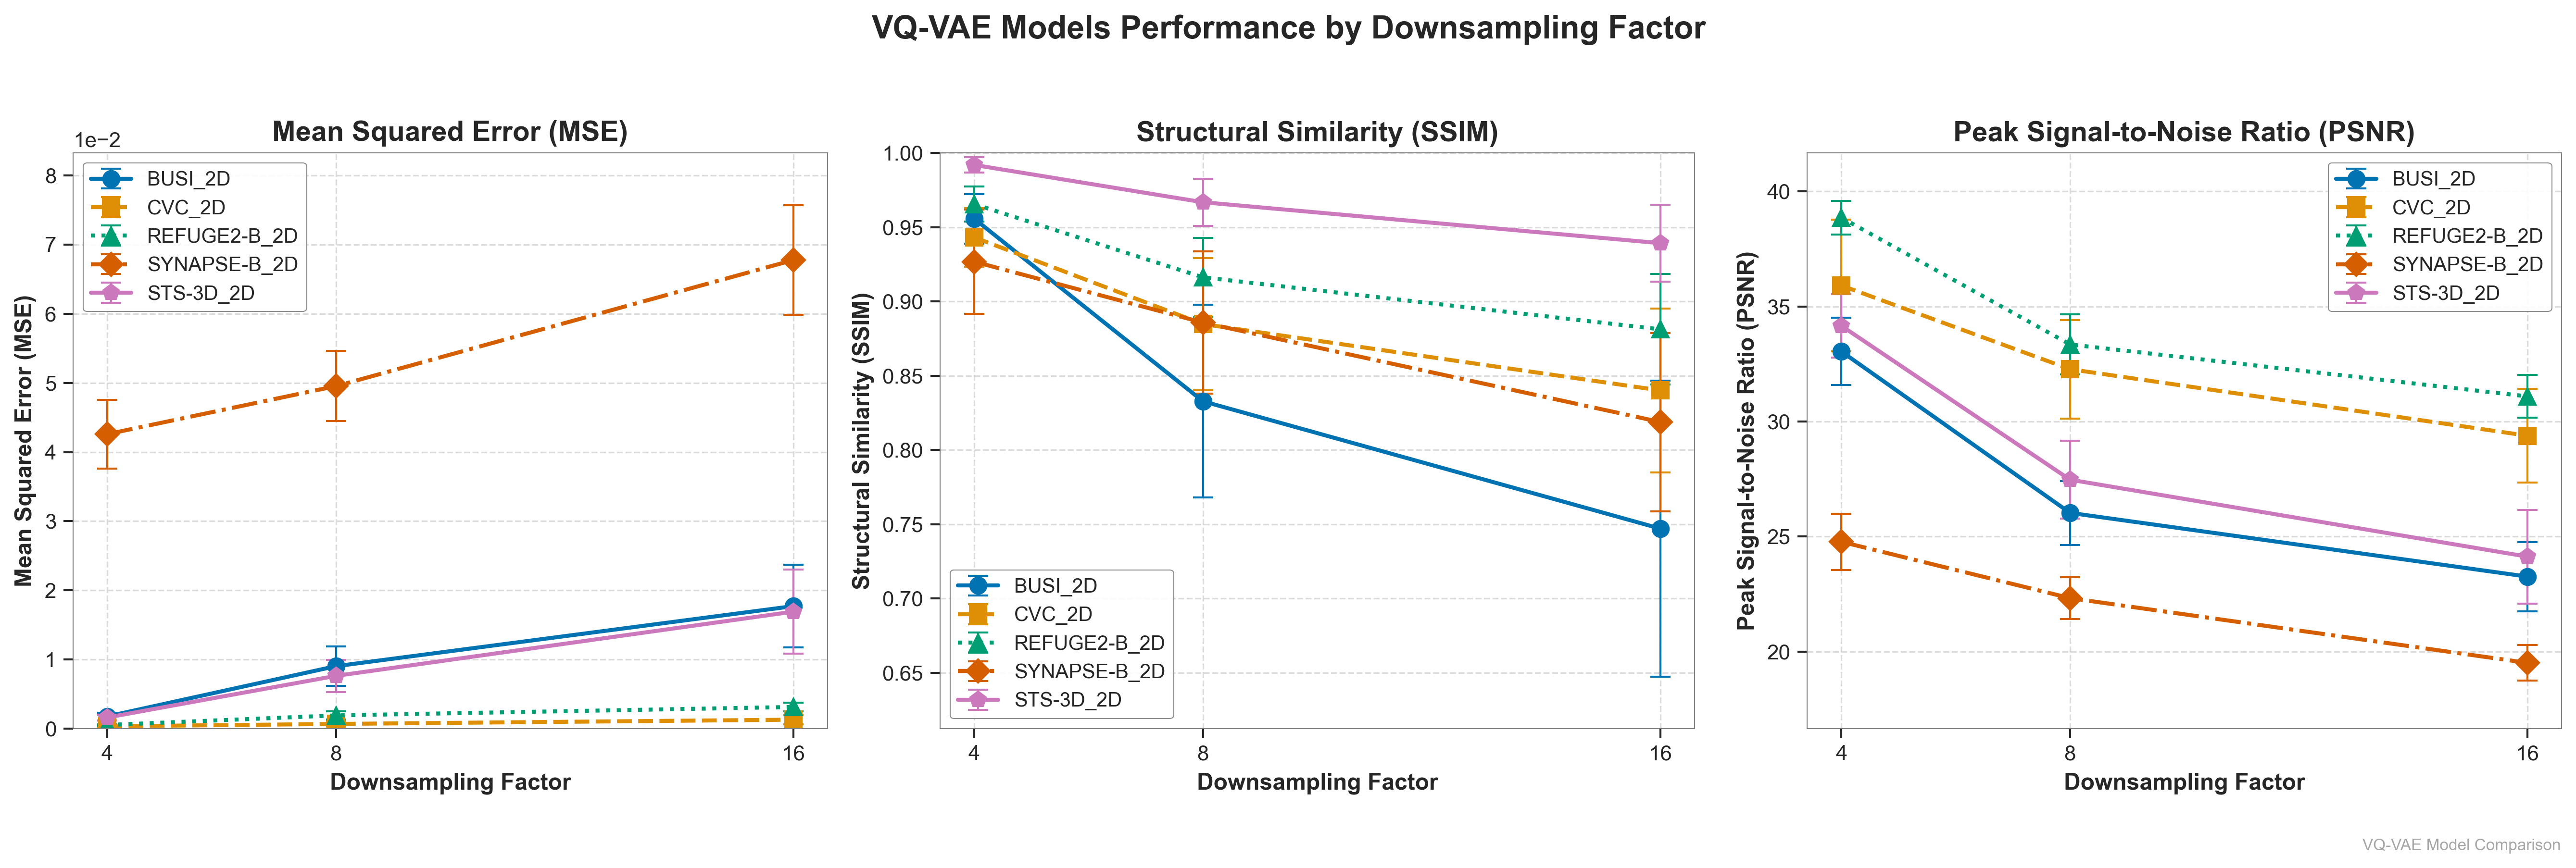 VQ-VAE Models Performance by Downsampling Factor
Mean Squared Error (MSE)
1e−2
Mean Squared Error (MSE)
8
7
6
5
4
3
2
1
0
BUSI_2D
CVC_2D
REFUGE2-B_2D
SYNAPSE-B_2D
STS-3D_2D
4
8
16
Downsampling Factor
Structural Similarity (SSIM)
Structural Similarity (SSIM)
1.00
0.95
0.90
0.85
0.80
0.75
0.70
0.65
BUSI_2D
CVC_2D
REFUGE2-B_2D
SYNAPSE-B_2D
STS-3D_2D
4
8
16
Downsampling Factor
Peak Signal-to-Noise Ratio (PSNR)
Peak Signal-to-Noise Ratio (PSNR)
40
35
30
25
20
BUSI_2D
CVC_2D
REFUGE2-B_2D
SYNAPSE-B_2D
STS-3D_2D
4
8
16
Downsampling Factor
VQ-VAE Model Comparison